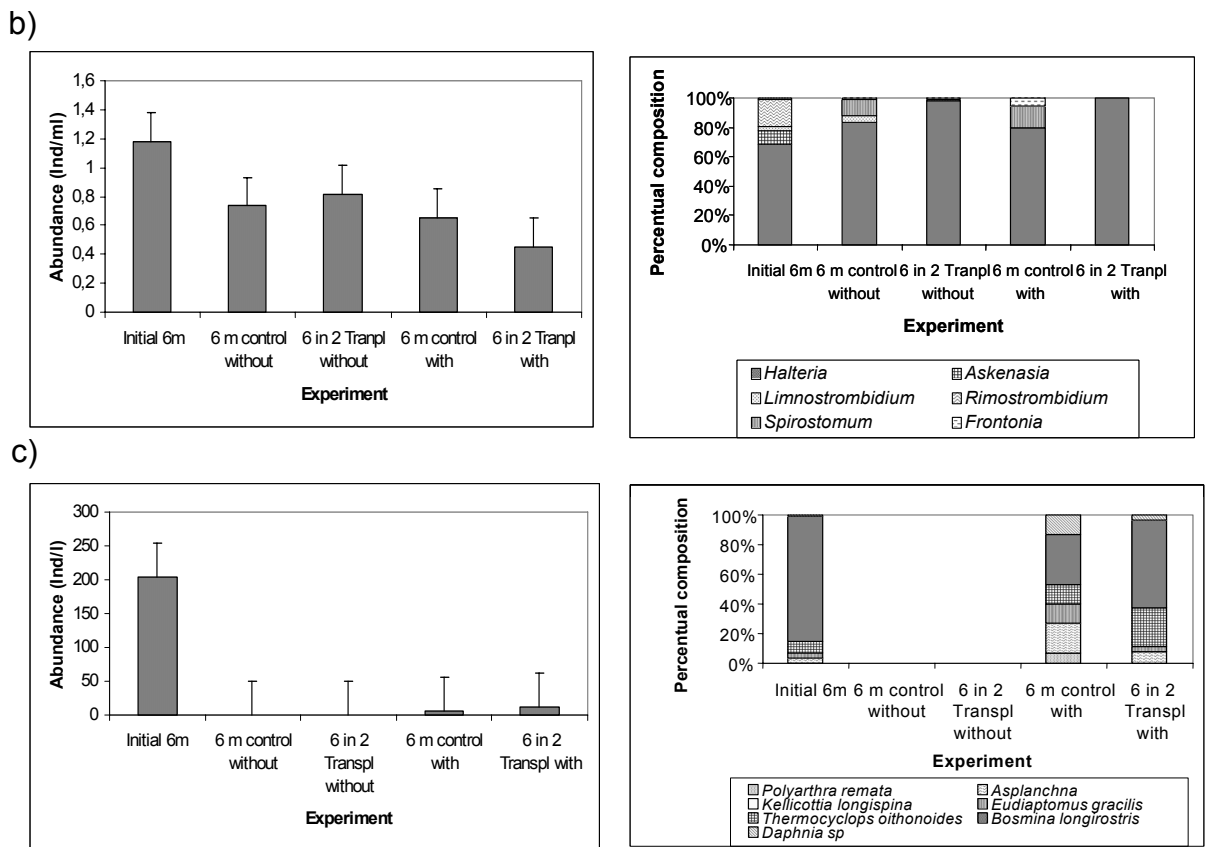 b)
Abundance (Ind/ml)
1,6
1,4
1,2
1
0,8
0,6
0,4
0,2
0
Initial 6m
6 m control without
6 in 2 Tranpl without
6 m control with
6 in 2 Tranpl with
Experiment
Percentual composition
100%
80%
60%
40%
20%
0%
Initial 6m
6 m control without
6 in 2 Tranpl without
6 m control with
6 in 2 Tranpl with
Experiment
Halteria
Askenasia
Limnostrombidium
Rimostrombidium
Spirostomum
Frontonia
c)
Abundance (Ind/l)
300
250
200
150
100
50
0
Initial 6m
6 m control without
6 in 2 Transpl without
6 m control with
6 in 2 Transpl with
Experiment
Percentual composition
100%
80%
60%
40%
20%
0%
Initial 6m
6 m control without
6 in 2 Transpl without
6 m control with
6 in 2 Transpl with
Experiment
Polyarthra remata
Asplanchna
Kellicottia longispina
Eudiaptomus gracilis
Thermocyclops oithonoides
Bosmina longirostris
Daphnia sp